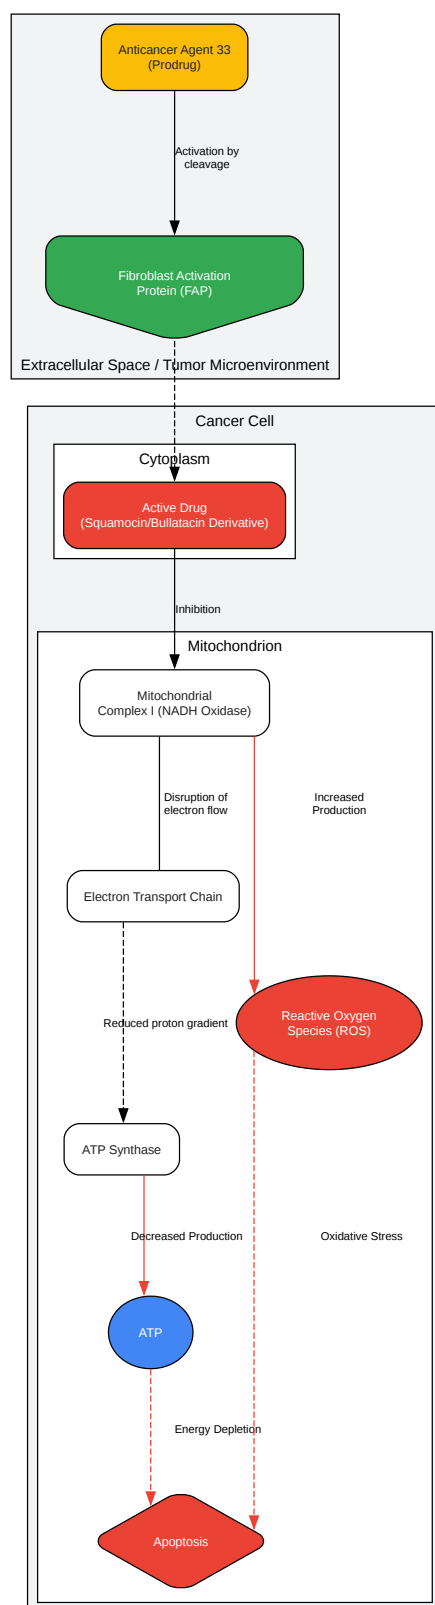 Anticancer Agent 33
(Prodrug)
Activation by
cleavage
Fibroblast Activation
Protein (FAP)
Extracellular Space / Tumor Microenvironment
Cancer Cell
Cytoplasm
Active Drug
(Squamocin/Bullatacin Derivative)
Inhibition
Mitochondrion
Mitochondrial
Complex I (NADH Oxidase)
Disruption of
electron flow
Increased
Production
Electron Transport Chain
Reactive Oxygen
Species (ROS)
Reduced proton gradient
ATP Synthase
Decreased Production
Oxidative Stress
ATP
Energy Depletion
Apoptosis